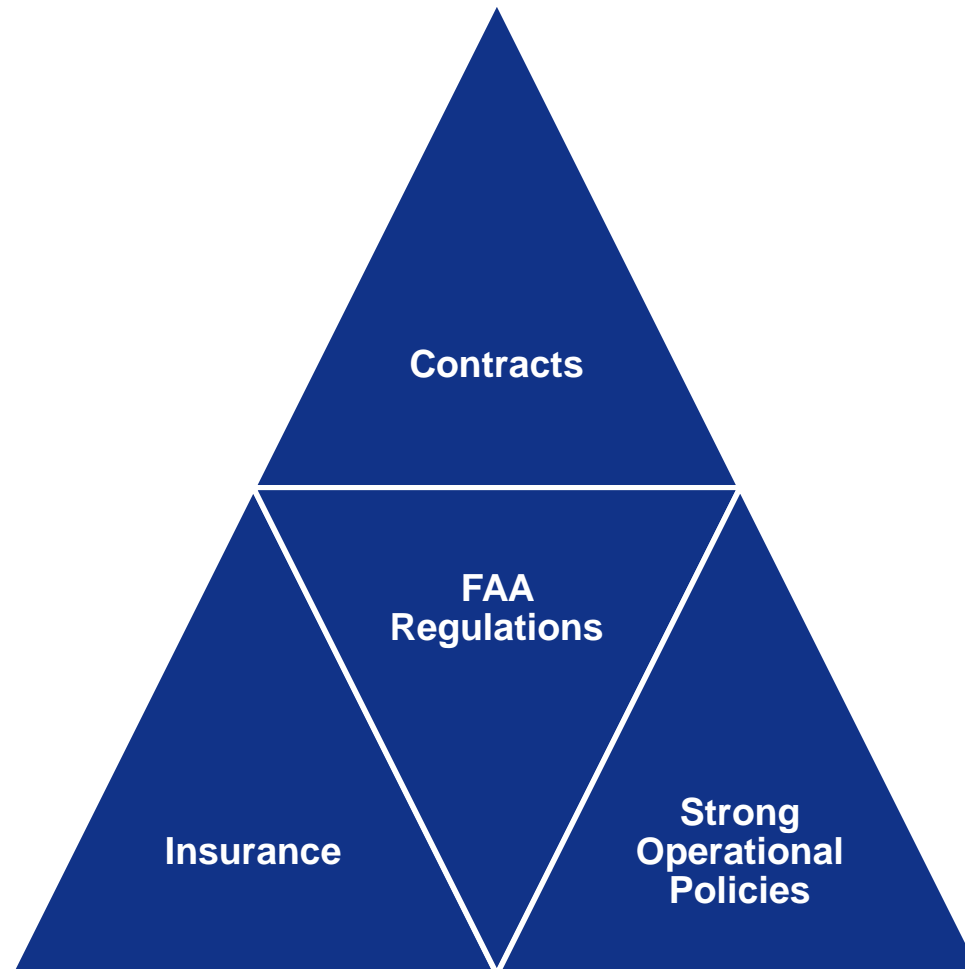 Contracts
FAA
Regulations
Insurance
Strong
Operational
Policies